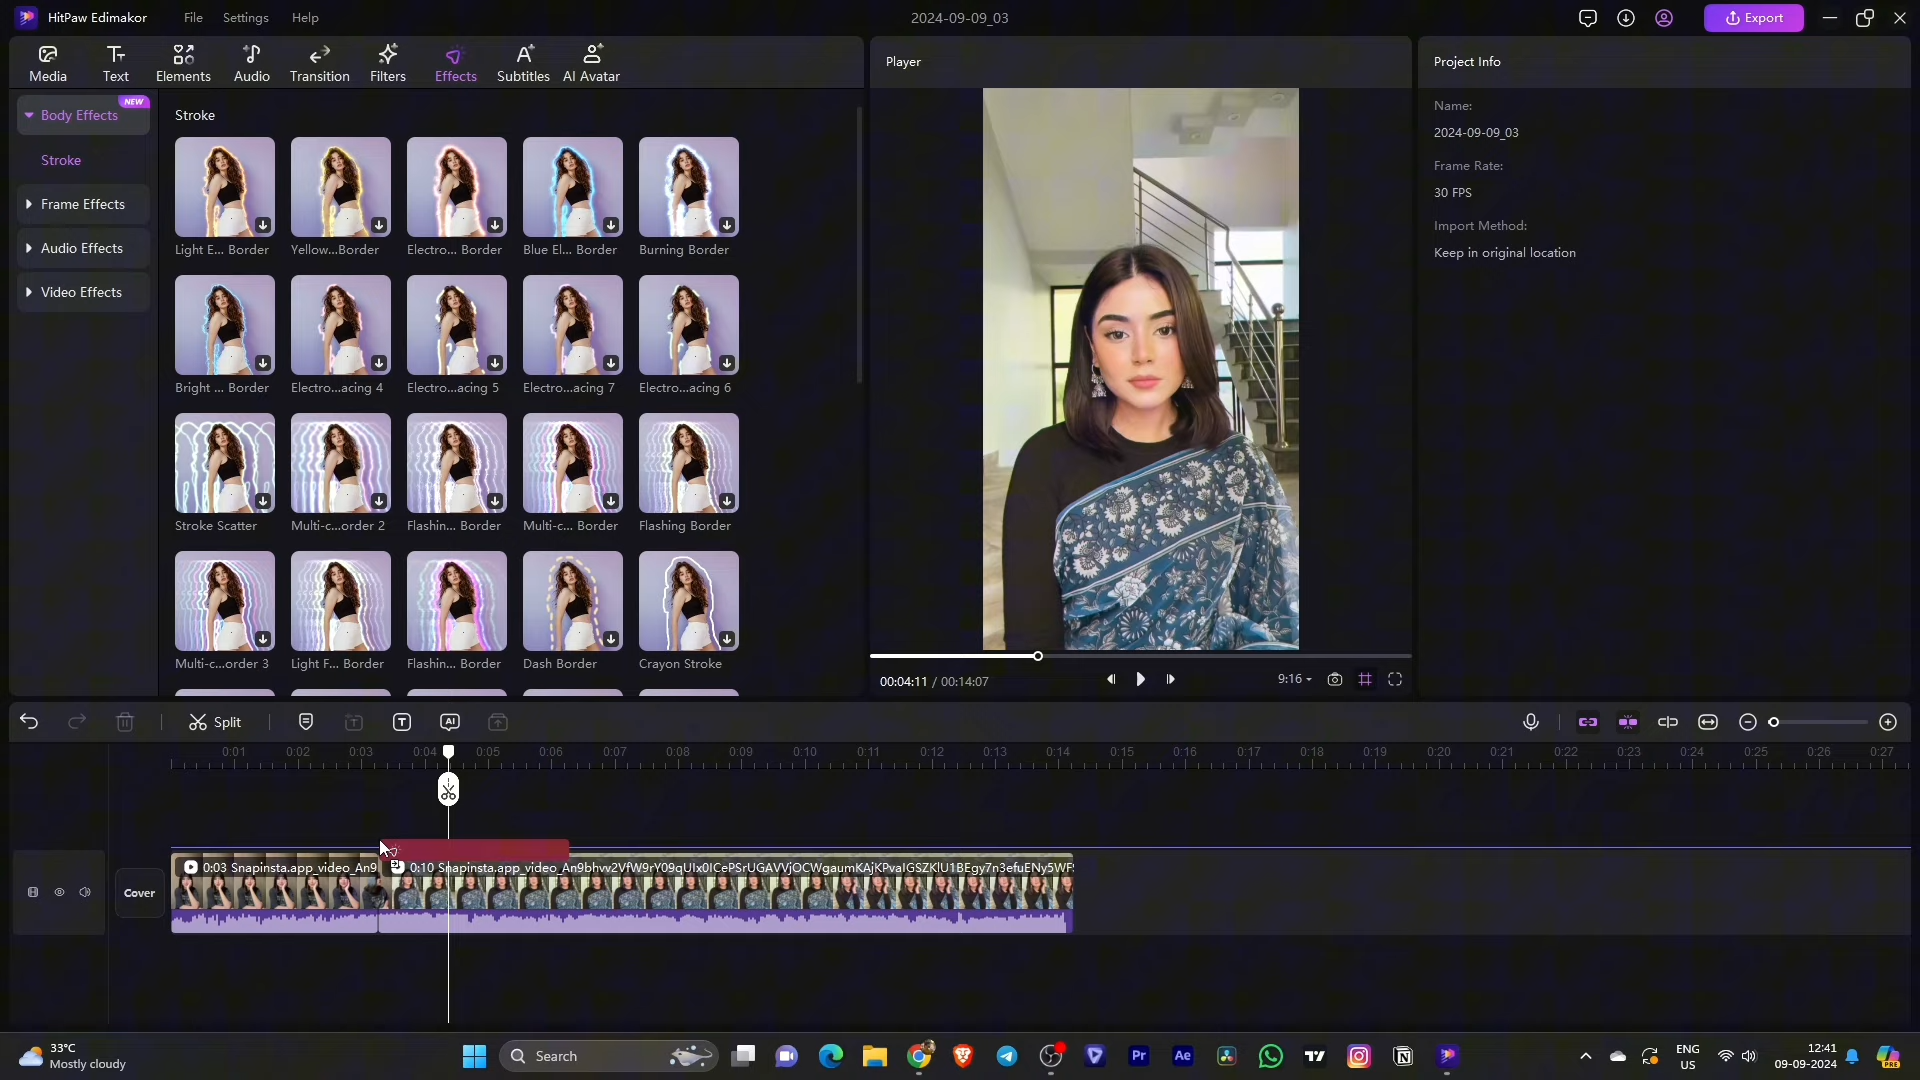 HitPaw Edimakor
File
Settings
Help
2024-09-09_03
Export
Media
Text
Elements
Audio
Transition
Filters
Effects
Subtitles
AI Avatar
Player
Project Info
NEW
Body Effects
Stroke
Frame Effects
Audio Effects
Video Effects
Stroke
Light E... Border
Yellow...Border
Electro... Border
Blue El... Border
Burning Border
Bright ... Border
Electro...acing 4
Electro...acing 5
Electro...acing 7
Electro...acing 6
Stroke Scatter
Multi-c...order 2
Flashin... Border
Multi-c... Border
Flashing Border
Multi-c...order 3
Light F... Border
Flashin... Border
Dash Border
Crayon Stroke
Name:
2024-09-09_03
Frame Rate:
30 FPS
Import Method:
Keep in original location
00:04:11 / 00:14:07
9:16
Split
T
AI
0:01 0:02 0:03 0:04 0:05 0:06 0:07 0:08 0:09 0:10 0:11 0:12 0:13 0:14 0:15 0:16 0:17 0:18 0:19 0:20 0:21 0:22 0:23 0:24 0:25 0:26 0:27
Cover
0:03 Snapinsta.app_video_An9
0:10 Snapinsta.app_video_An9bhvv2VfW9rY09qUIx0ICePSrUGAVVjOCWgaumKAjKPvaIGSZKlU1BEgy7n3efuENy5WF
33°C
Mostly cloudy
Search
Pr
Ae
ENG
US
12:41
09-09-2024
PRE